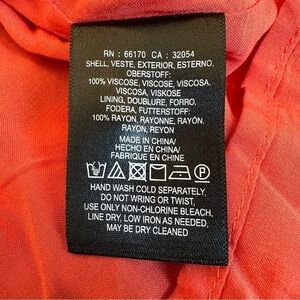 RN : 66170 CA : 32054
SHELL, VESTE, EXTERIOR, ESTERNO,
OBERSTOFF:
100% VISCOSE, VISCOSE, VISCOSA,
VISCOSA, VISKOSE
LINING, DOUBLURE, FORRO,
FODERA, FUTTERSTOFF:
100% RAYON, RAYONNE, RAYÓN,
RAYON, REYON
MADE IN CHINA/
HECHO EN CHINA/
FABRIQUE EN CHINE
HAND WASH COLD SEPARATELY,
DO NOT WRING OR TWIST,
USE ONLY NON-CHLORINE BLEACH,
LINE DRY, LOW IRON AS NEEDED,
MAY BE DRY CLEANED